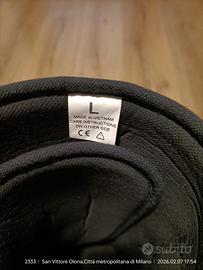 L
MADE IN VIETNAM
CARE INSTRUCTIONS
ON OTHER SIDE
CE
subito
2333 | San Vittore Olona,Città metropolitana di Milano | 2026.02.07 17:54